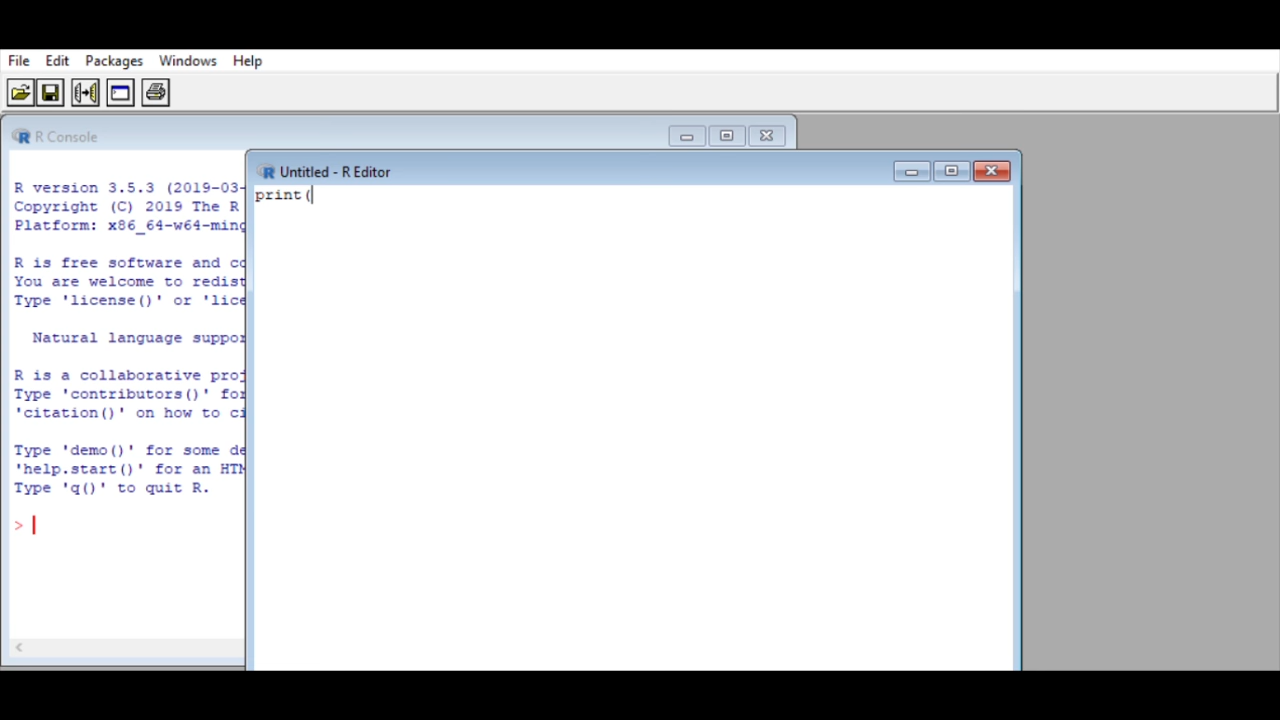 File Edit Packages Windows Help
R Console
R version 3.5.3 (2019-03-
Copyright (C) 2019 The R
Platform: x86_64-w64-ming
R is free software and co
You are welcome to redist
Type 'license()' or 'lice
Natural language suppor
R is a collaborative proj
Type 'contributors()' for
'citation()' on how to ci
Type 'demo()' for some de
'help.start()' for an HTM
Type 'q()' to quit R.
>
R Untitled - R Editor
print(